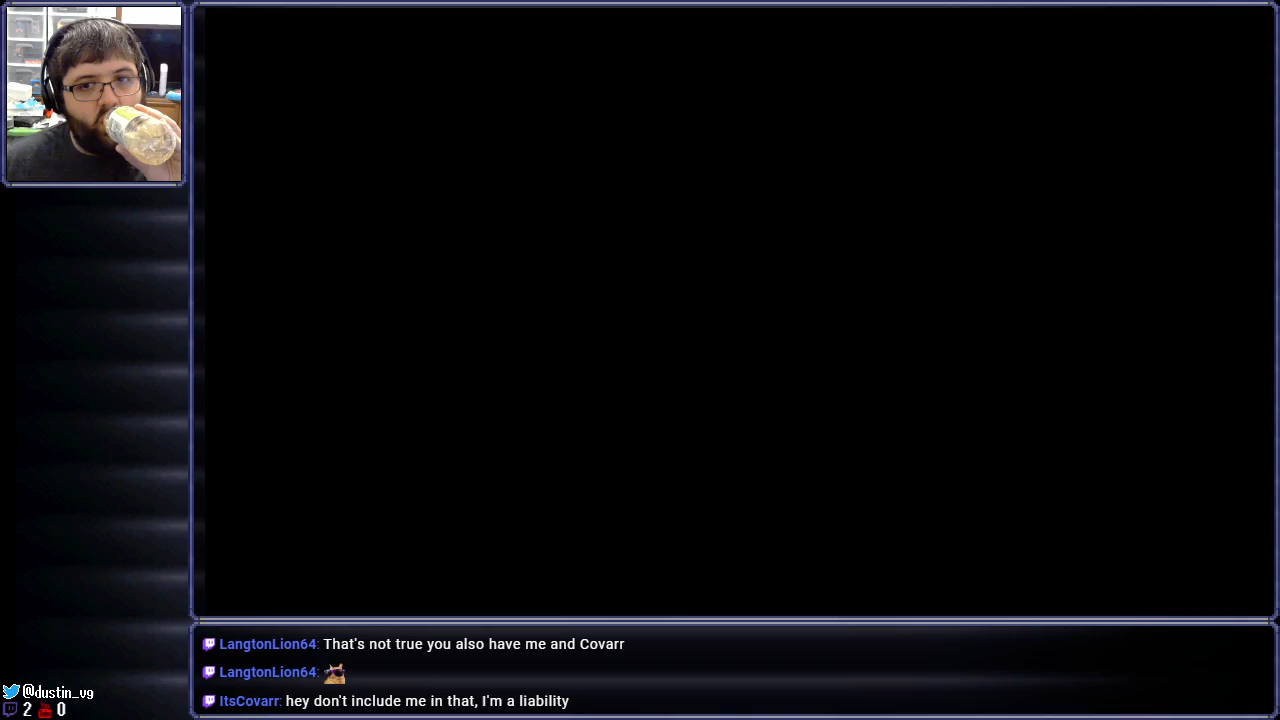 LangtonLion64: That's not true you also have me and Covarr
LangtonLion64:
ItsCovarr: hey don't include me in that, I'm a liability
@dustin_vg
2 0